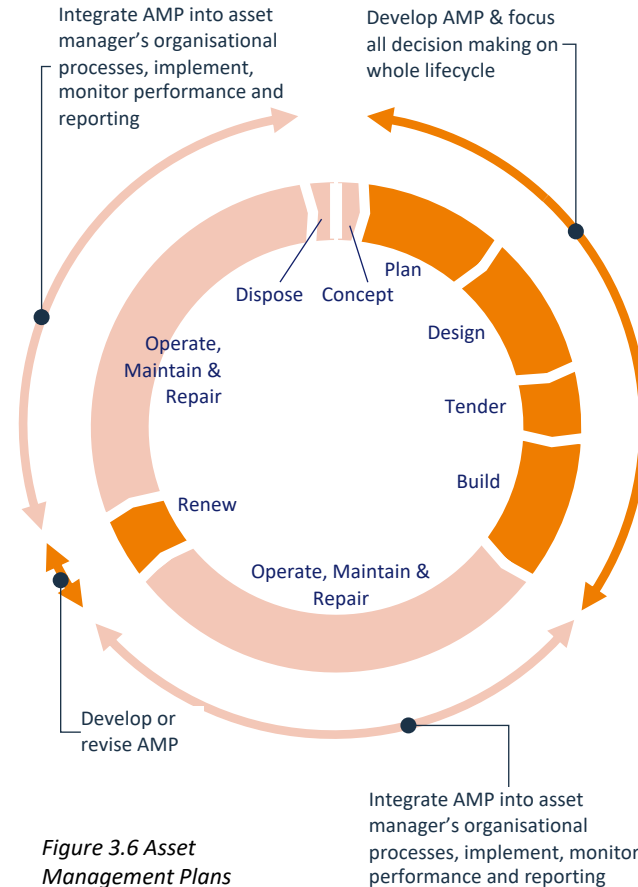 Integrate AMP into asset
manager's organisational
processes, implement,
monitor performance and
reporting
Develop AMP & focus
all decision making on
whole lifecycle
Dispose
Concept
Plan
Design
Tender
Build
Operate, Maintain &
Repair
Renew
Operate,
Maintain &
Repair
Develop or
revise AMP
Integrate AMP into asset
manager's organisational
processes, implement, monitor
performance and reporting
Figure 3.6 Asset
Management Plans